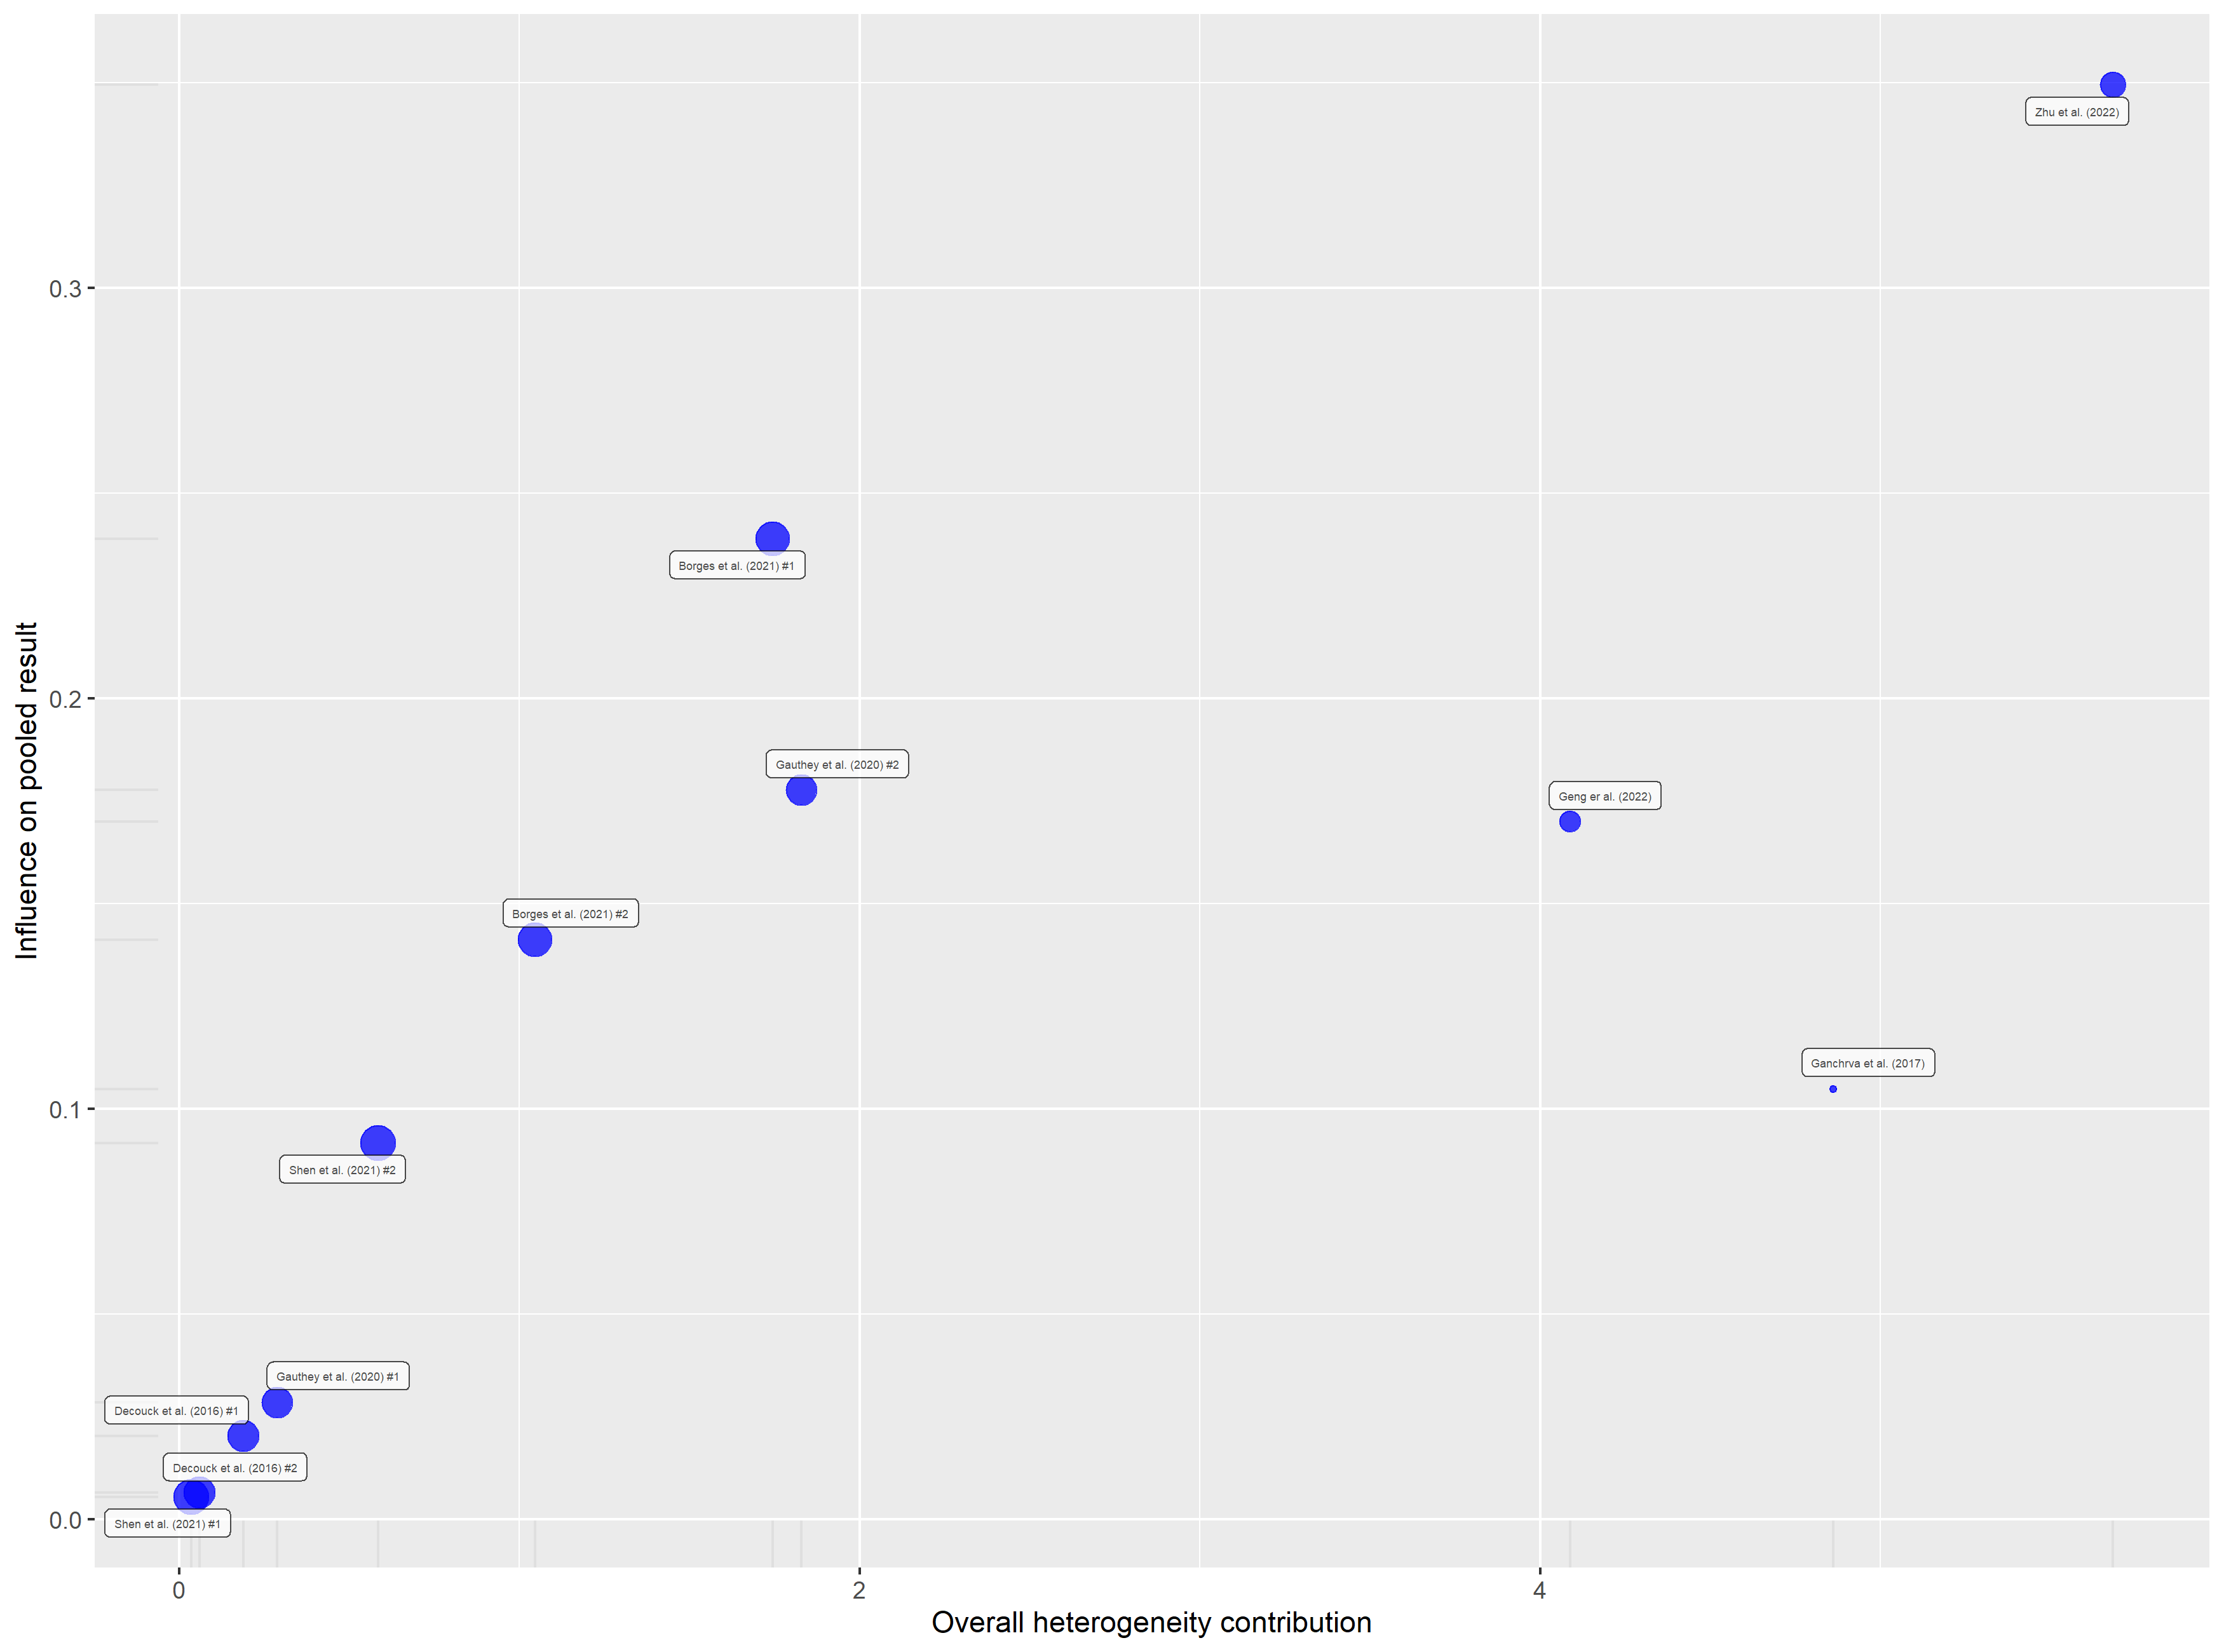 Zhu et al. (2022)
0.3
Borges et al. (2021) #1
0.2
Gauthey et al. (2020) #2
Geng er al. (2022)
Influence on pooled result
Borges et al. (2021) #2
Ganchrva et al. (2017)
0.1
Shen et al. (2021) #2
Gauthey et al. (2020) #1
Decouck et al. (2016) #1
Decouck et al. (2016) #2
0.0
Shen et al. (2021) #1
0
2
4
Overall heterogeneity contribution